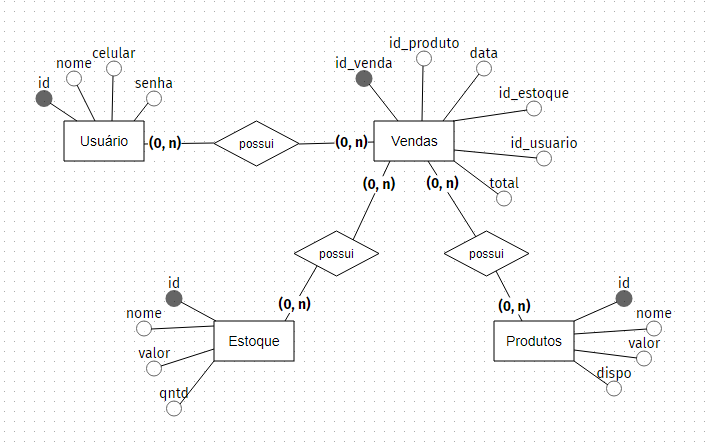 id_produto
data
celular
nome
id_venda
id
senha
id_estoque
Usuário
(0, n)
possui
(0, n)
Vendas
id_usuario
total
(0, n)
(0, n)
possui
possui
id
id
nome
(0, n)
(0, n)
nome
Estoque
Produtos
valor
valor
dispo
qntd